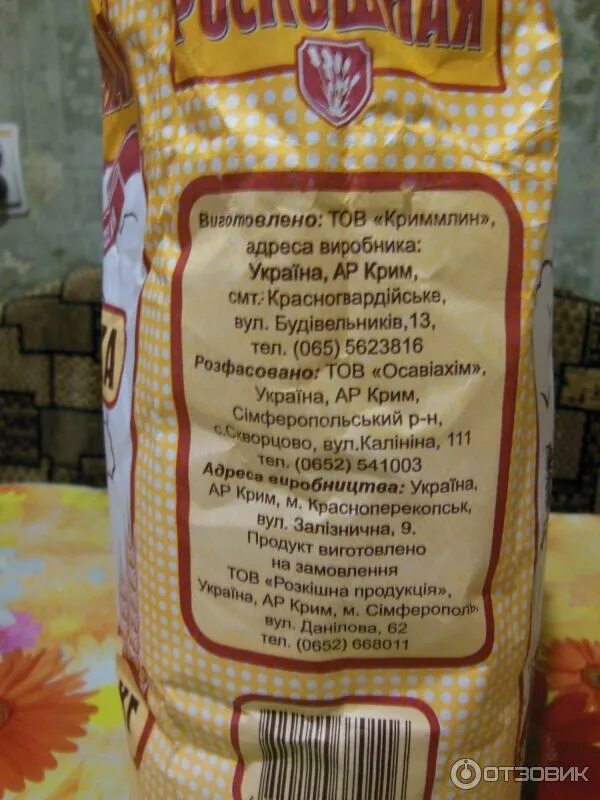 РОСКОШНАЯ
Виготовлено: ТОВ «Криммлин»,
адреса виробника:
Україна, АР Крим,
смт. Красногвардійське,
вул. Будівельників,13,
тел. (065) 5623816
Розфасовано: ТОВ «Осавіахім»,
Україна, АР Крим,
Сімферопольський р-н,
с.Скворцово, вул.Калініна, 111
тел. (0652) 541003
Адреса виробництва: Україна,
АР Крим, м. Красноперекопськ,
вул. Залізнична, 9.
Продукт виготовлено
на замовлення
ТОВ «Розкішна продукція»,
Україна, АР Крим, м. Сімферополь,
вул. Данілова, 62
тел. (0652) 668011
ОТЗОВИК